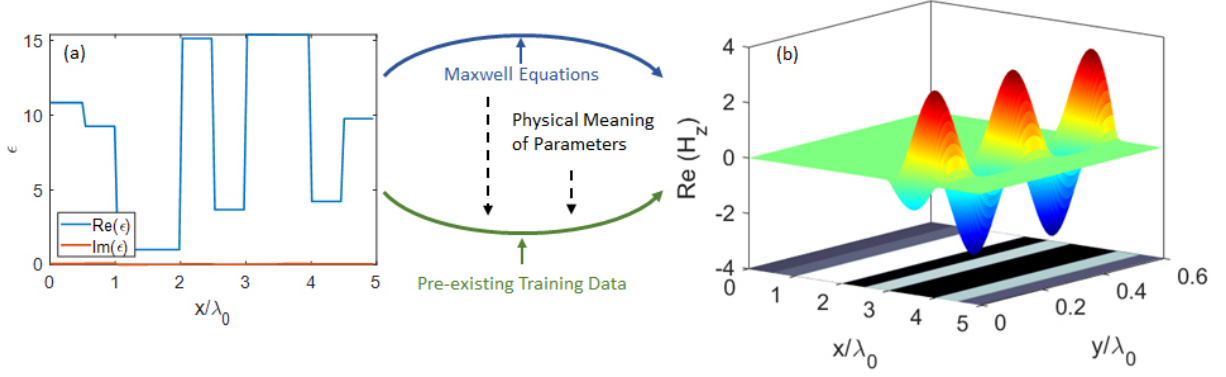 (a)
15
10
5
0
ϵ
Re(ϵ)
Im(ϵ)
0 1 2 3 4 5
x/λ0
Maxwell Equations
Physical Meaning
of Parameters
Pre-existing Training Data
(b)
4
2
0
-2
-4
Re (Hz)
0 1 2 3 4 5
x/λ0
0 0.2 0.4 0.6
y/λ0